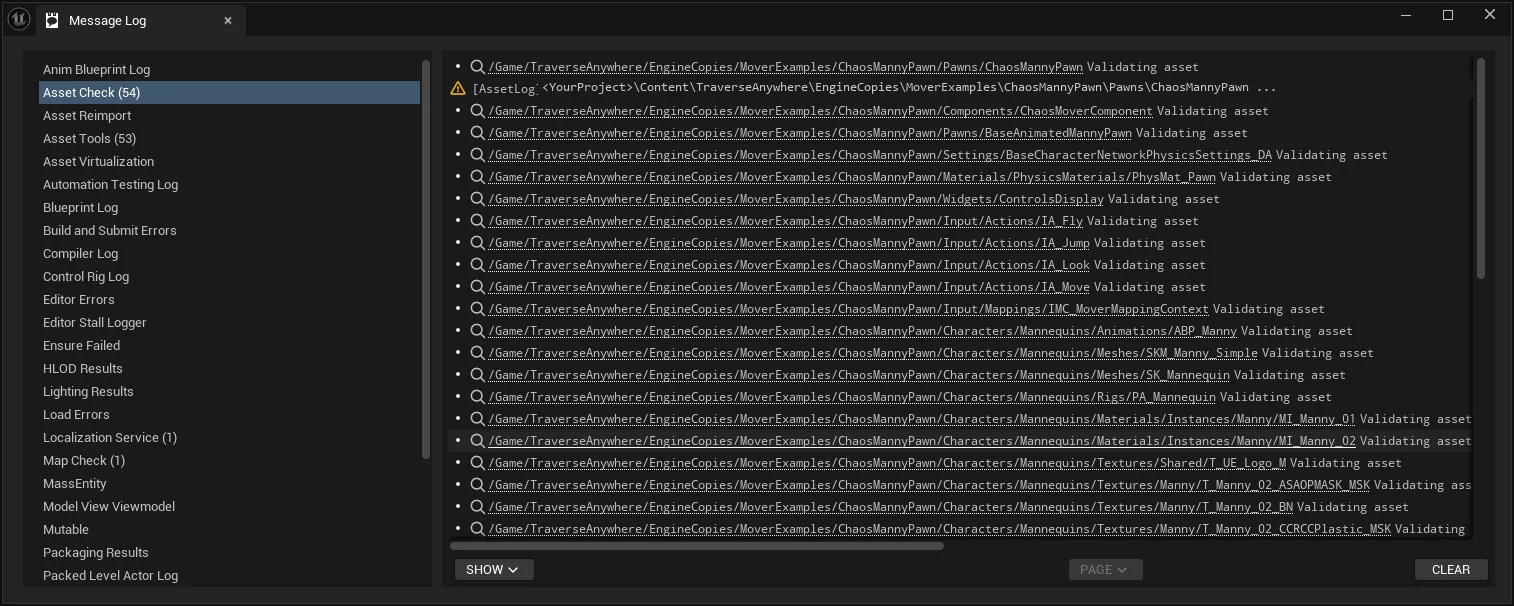 Message Log
Anim Blueprint Log
Asset Check (54)
Asset Reimport
Asset Tools (53)
Asset Virtualization
Automation Testing Log
Blueprint Log
Build and Submit Errors
Compiler Log
Control Rig Log
Editor Errors
Editor Stall Logger
Ensure Failed
HLOD Results
Lighting Results
Load Errors
Localization Service (1)
Map Check (1)
MassEntity
Model View Viewmodel
Mutable
Packaging Results
Packed Level Actor Log
• /Game/TraverseAnywhere/EngineCopies/MoverExamples/ChaosMannyPawn/Pawns/ChaosMannyPawn Validating asset
[AssetLog <YourProject>\Content\TraverseAnywhere\EngineCopies\MoverExamples\ChaosMannyPawn\Pawns\ChaosMannyPawn ...
• /Game/TraverseAnywhere/EngineCopies/MoverExamples/ChaosMannyPawn/Components/ChaosMoverComponent Validating asset
• /Game/TraverseAnywhere/EngineCopies/MoverExamples/ChaosMannyPawn/Pawns/BaseAnimatedMannyPawn Validating asset
• /Game/TraverseAnywhere/EngineCopies/MoverExamples/ChaosMannyPawn/Settings/BaseCharacterNetworkPhysicsSettings_DA Validating asset
• /Game/TraverseAnywhere/EngineCopies/MoverExamples/ChaosMannyPawn/Materials/PhysicsMaterials/PhysMat_Pawn Validating asset
• /Game/TraverseAnywhere/EngineCopies/MoverExamples/ChaosMannyPawn/Widgets/ControlsDisplay Validating asset
• /Game/TraverseAnywhere/EngineCopies/MoverExamples/ChaosMannyPawn/Input/Actions/IA_Fly Validating asset
• /Game/TraverseAnywhere/EngineCopies/MoverExamples/ChaosMannyPawn/Input/Actions/IA_Jump Validating asset
• /Game/TraverseAnywhere/EngineCopies/MoverExamples/ChaosMannyPawn/Input/Actions/IA_Look Validating asset
• /Game/TraverseAnywhere/EngineCopies/MoverExamples/ChaosMannyPawn/Input/Actions/IA_Move Validating asset
• /Game/TraverseAnywhere/EngineCopies/MoverExamples/ChaosMannyPawn/Input/Mappings/IMC_MoverMappingContext Validating asset
• /Game/TraverseAnywhere/EngineCopies/MoverExamples/ChaosMannyPawn/Characters/Mannequins/Animations/ABP_Manny Validating asset
• /Game/TraverseAnywhere/EngineCopies/MoverExamples/ChaosMannyPawn/Characters/Mannequins/Meshes/SKM_Manny_Simple Validating asset
• /Game/TraverseAnywhere/EngineCopies/MoverExamples/ChaosMannyPawn/Characters/Mannequins/Meshes/SK_Mannequin Validating asset
• /Game/TraverseAnywhere/EngineCopies/MoverExamples/ChaosMannyPawn/Characters/Mannequins/Rigs/PA_Mannequin Validating asset
• /Game/TraverseAnywhere/EngineCopies/MoverExamples/ChaosMannyPawn/Characters/Mannequins/Materials/Instances/Manny/MI_Manny_01 Validating asset
• /Game/TraverseAnywhere/EngineCopies/MoverExamples/ChaosMannyPawn/Characters/Mannequins/Materials/Instances/Manny/MI_Manny_02 Validating asset
• /Game/TraverseAnywhere/EngineCopies/MoverExamples/ChaosMannyPawn/Characters/Mannequins/Textures/Shared/T_UE_Logo_M Validating asset
• /Game/TraverseAnywhere/EngineCopies/MoverExamples/ChaosMannyPawn/Characters/Mannequins/Textures/Manny/T_Manny_02_ASAOPMASK_MSK Validating ass
• /Game/TraverseAnywhere/EngineCopies/MoverExamples/ChaosMannyPawn/Characters/Mannequins/Textures/Manny/T_Manny_02_BN Validating asset
• /Game/TraverseAnywhere/EngineCopies/MoverExamples/ChaosMannyPawn/Characters/Mannequins/Textures/Manny/T_Manny_02_CCRCCPlastic_MSK Validating
SHOW
PAGE
CLEAR